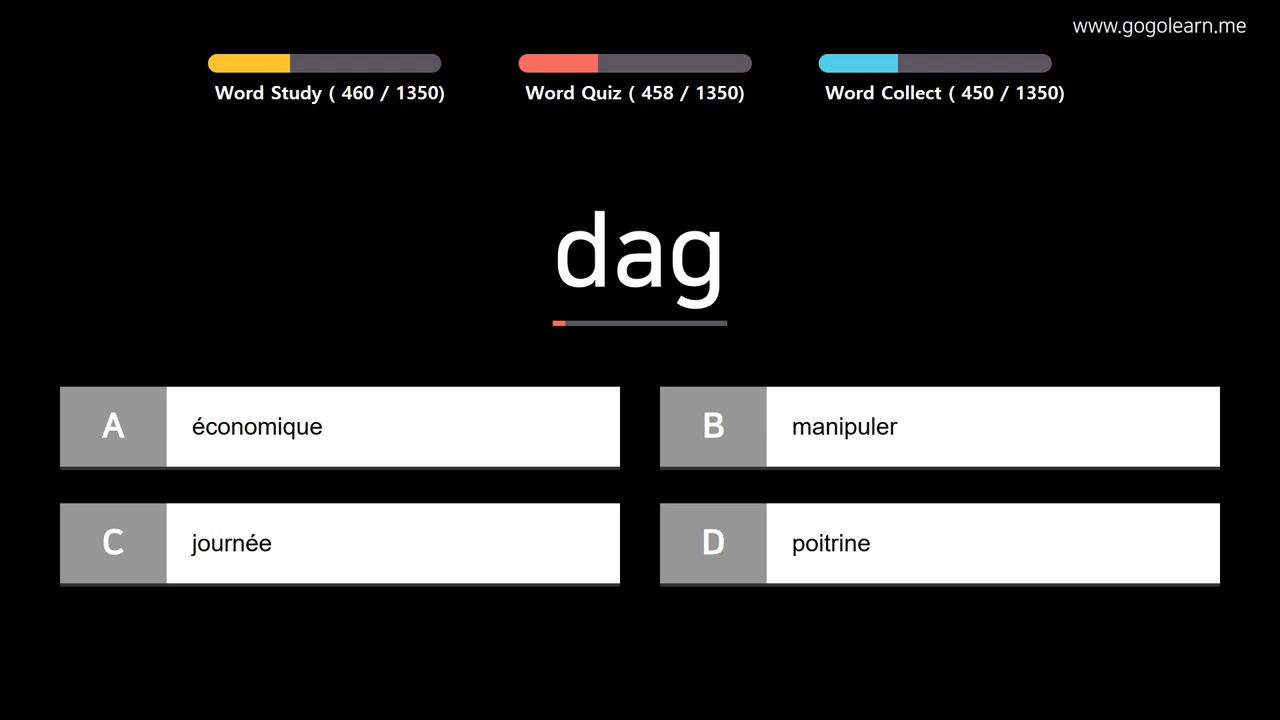 www.gogolearn.me
Word Study ( 460 / 1350)
Word Quiz ( 458 / 1350)
Word Collect ( 450 / 1350)
dag
A économique
B manipuler
C journée
D poitrine